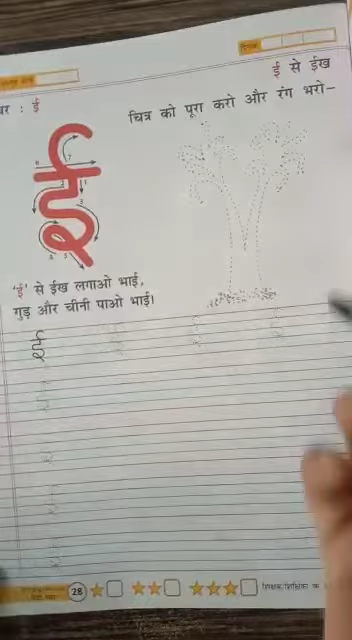 दिनांक
ई से ईख
: ई
चित्र को पूरा करो और रंग भरो-
'ई' से ईख लगाओ भाई,
गुड़ और चीनी पाओ भाई।
ई
28